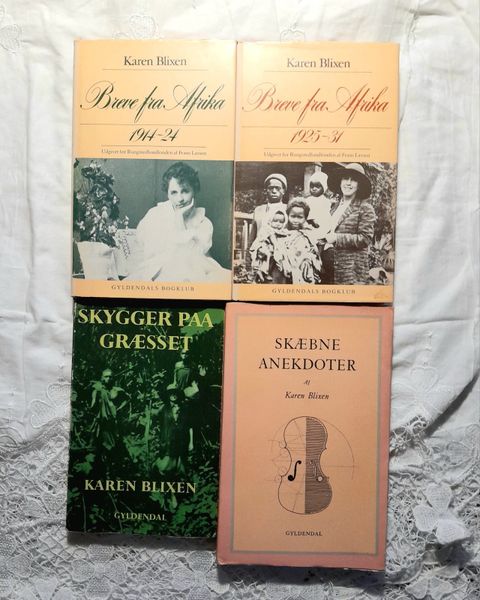 Karen Blixen
Breve fra Afrika
1914-24
Udgivet for Rungstedlundfonden af Frans Lasson
GYLDENDALS BOGKLUB
Karen Blixen
Breve fra Afrika
1925-31
Udgivet for Rungstedlundfonden af Frans Lasson
GYLDENDALS BOGKLUB
SKYGGER PAA
GRÆSSET
KAREN BLIXEN
GYLDENDAL
SKÆBNE
ANEKDOTER
Af
Karen Blixen
GYLDENDAL